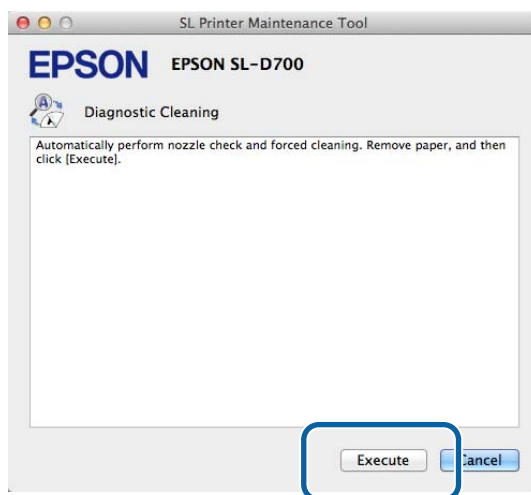 SL Printer Maintenance Tool
EPSON EPSON SL-D700
A
Diagnostic Cleaning
Automatically perform nozzle check and forced cleaning. Remove paper, and then
click [Execute].
Execute Cancel